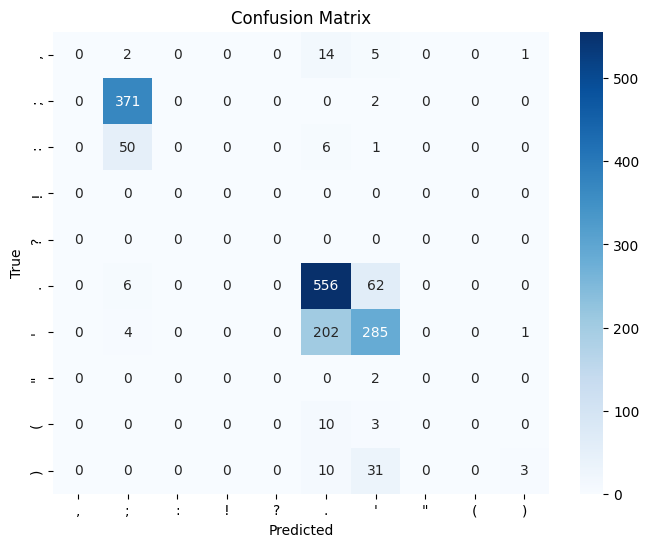 Confusion Matrix
, 0 2 0 0 0 14 5 0 0 1
; 0 371 0 0 0 0 2 0 0 0
: 0 50 0 0 0 6 1 0 0 0
! 0 0 0 0 0 0 0 0 0 0
? 0 0 0 0 0 0 0 0 0 0
. 0 6 0 0 0 556 62 0 0 0
' 0 4 0 0 0 202 285 0 0 1
" 0 0 0 0 0 0 2 0 0 0
( 0 0 0 0 0 10 3 0 0 0
) 0 0 0 0 0 10 31 0 0 3
, ; : ! ? . ' " ( )
True
Predicted
500
400
300
200
100
0